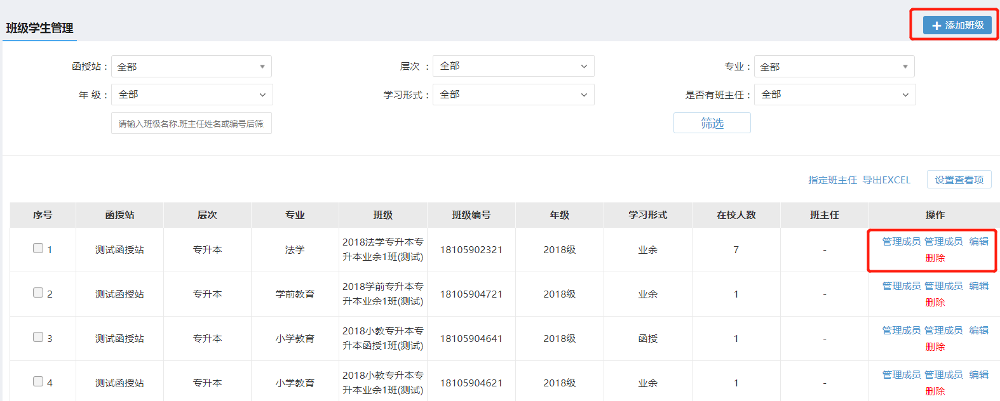 班级学生管理
添加班级
函授站： 全部 层次 ： 全部 专业： 全部
年 级： 全部 学习形式： 全部 是否有班主任： 全部
请输入班级名称.班主任姓名或编号后筛 筛选
指定班主任 导出EXCEL 设置查看项
序号 函授站 层次 专业 班级 班级编号 年级 学习形式 在校人数 班主任 操作
1 测试函授站 专升本 法学 2018法学专升本专 18105902321 2018级 业余 7 - 管理成员 管理成员 编辑
升本业余1班(测试) 删除
2 测试函授站 专升本 学前教育 2018学前专升本专 18105904721 2018级 业余 1 - 管理成员 管理成员 编辑
升本业余1班(测试) 删除
3 测试函授站 专升本 小学教育 2018小教专升本专 18105904641 2018级 函授 1 - 管理成员 管理成员 编辑
升本函授1班(测试) 删除
4 测试函授站 专升本 小学教育 2018小教专升本专 18105904621 2018级 业余 1 - 管理成员 管理成员 编辑
升本业余1班(测试) 删除